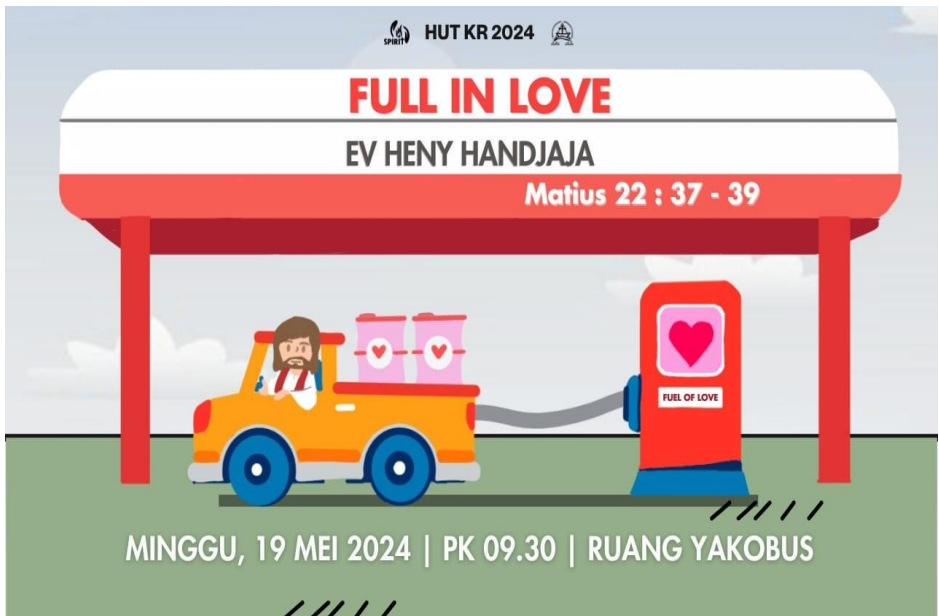 SPIRIT HUT KR 2024
FULL IN LOVE
EV HENY HANDJAJA
Matius 22 : 37 - 39
FUEL OF LOVE
MINGGU, 19 MEI 2024 | PK 09.30 | RUANG YAKOBUS